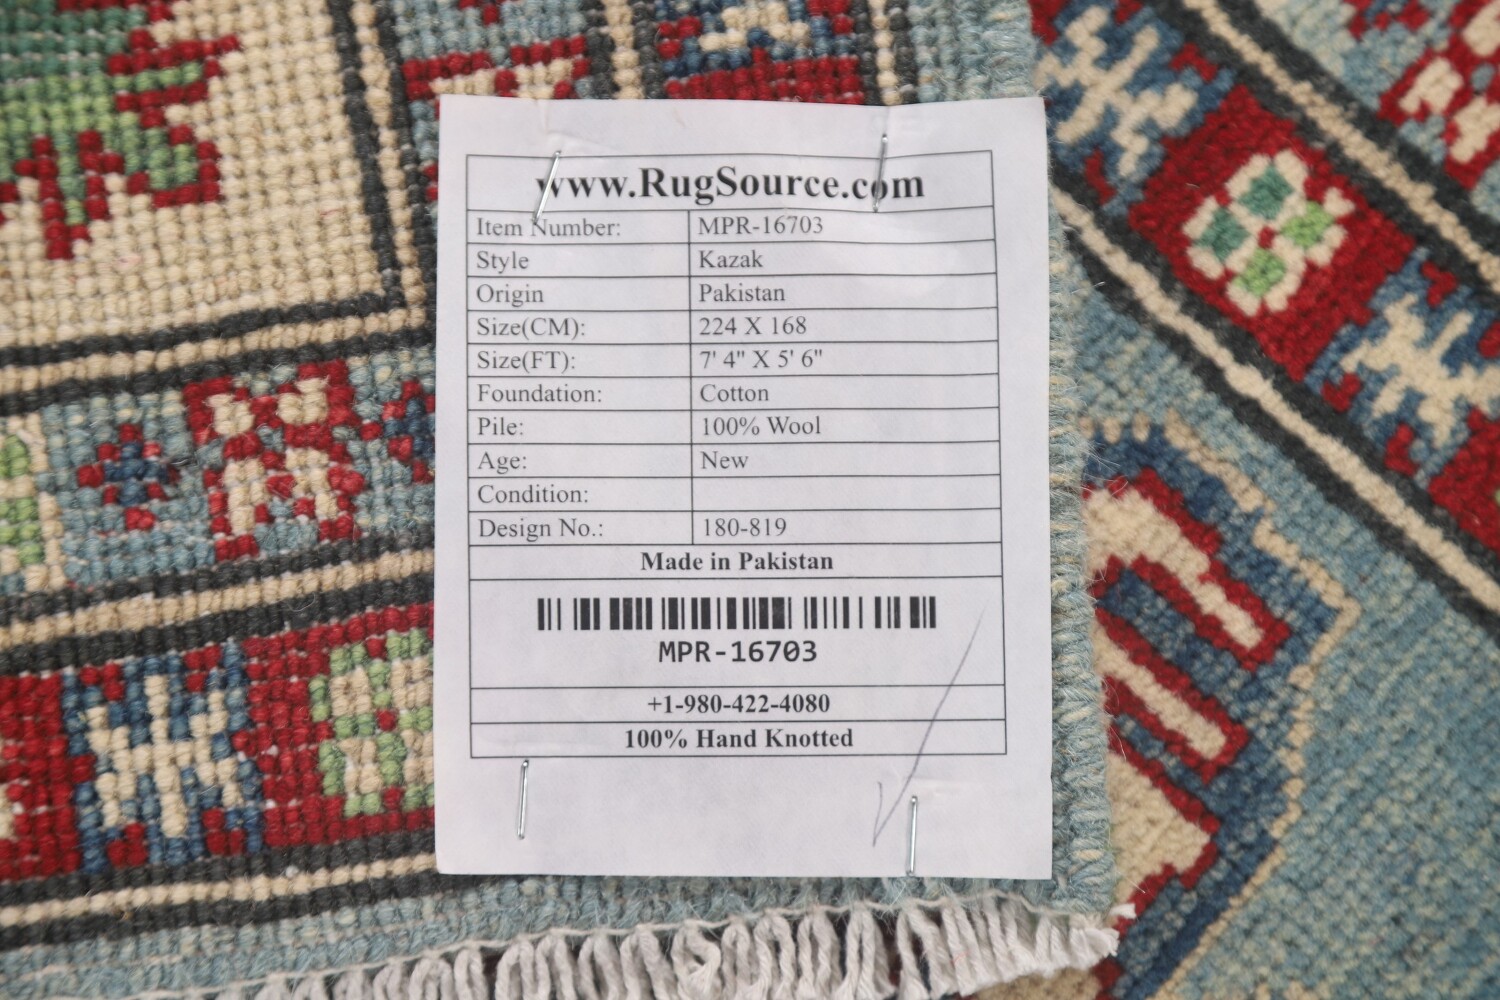 www.RugSource.com
Item Number: MPR-16703
Style Kazak
Origin Pakistan
Size(CM): 224 X 168
Size(FT): 7' 4" X 5' 6"
Foundation: Cotton
Pile: 100% Wool
Age: New
Condition:
Design No.: 180-819
Made in Pakistan
MPR-16703
+1-980-422-4080
100% Hand Knotted